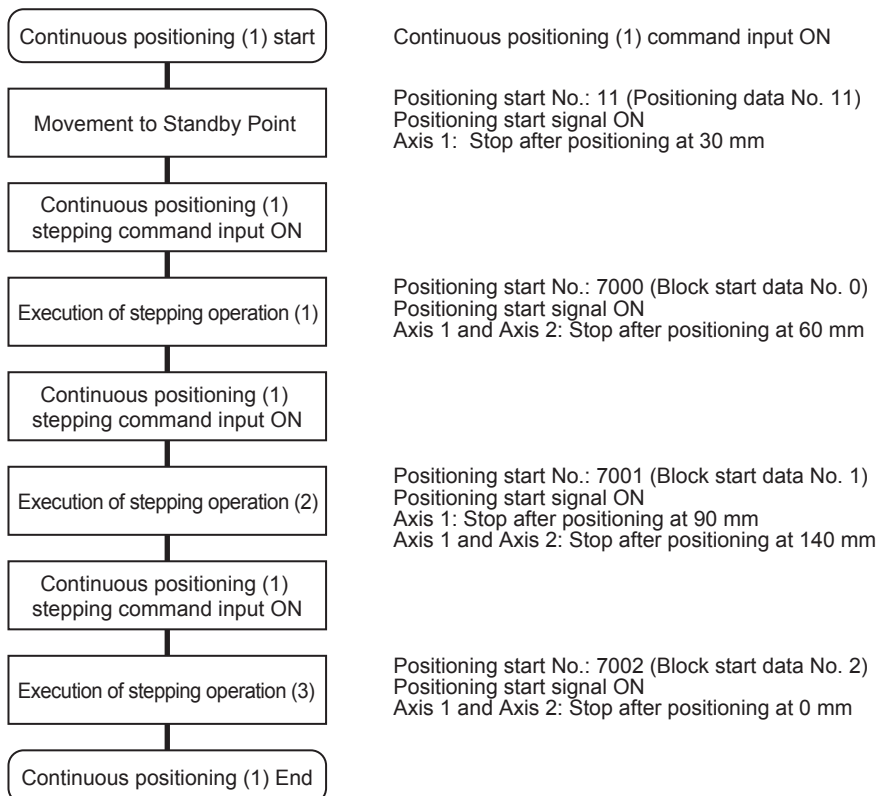 Continuous positioning (1) start
Continuous positioning (1) command input ON
Movement to Standby Point
Positioning start No.: 11 (Positioning data No. 11)
Positioning start signal ON
Axis 1:  Stop after positioning at 30 mm
Continuous positioning (1)
stepping command input ON
Execution of stepping operation (1)
Positioning start No.: 7000 (Block start data No. 0)
Positioning start signal ON
Axis 1 and Axis 2: Stop after positioning at 60 mm
Continuous positioning (1)
stepping command input ON
Execution of stepping operation (2)
Positioning start No.: 7001 (Block start data No. 1)
Positioning start signal ON
Axis 1: Stop after positioning at 90 mm
Axis 1 and Axis 2: Stop after positioning at 140 mm
Continuous positioning (1)
stepping command input ON
Execution of stepping operation (3)
Positioning start No.: 7002 (Block start data No. 2)
Positioning start signal ON
Axis 1 and Axis 2: Stop after positioning at 0 mm
Continuous positioning (1) End